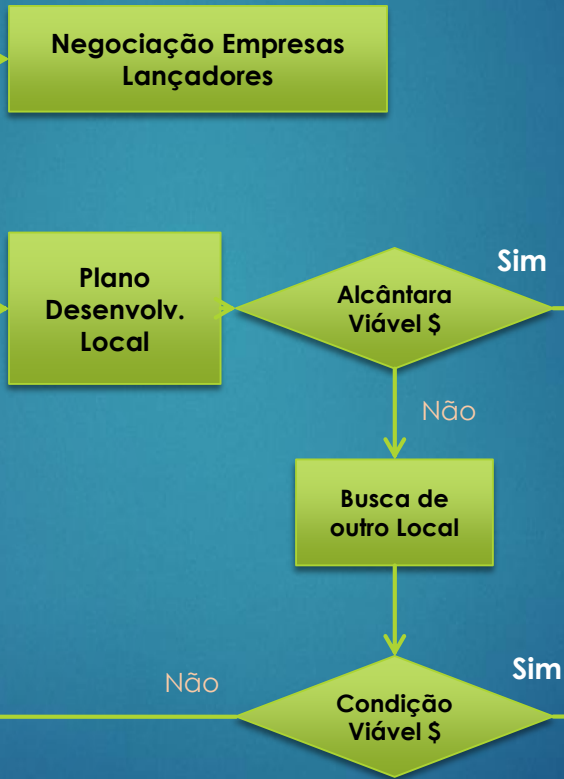 Negociação Empresas
Lançadores
Sim
Plano
Desenvolv.
Local
Alcântara
Viável $
Não
Busca de
outro Local
Sim
Não
Condição
Viável $